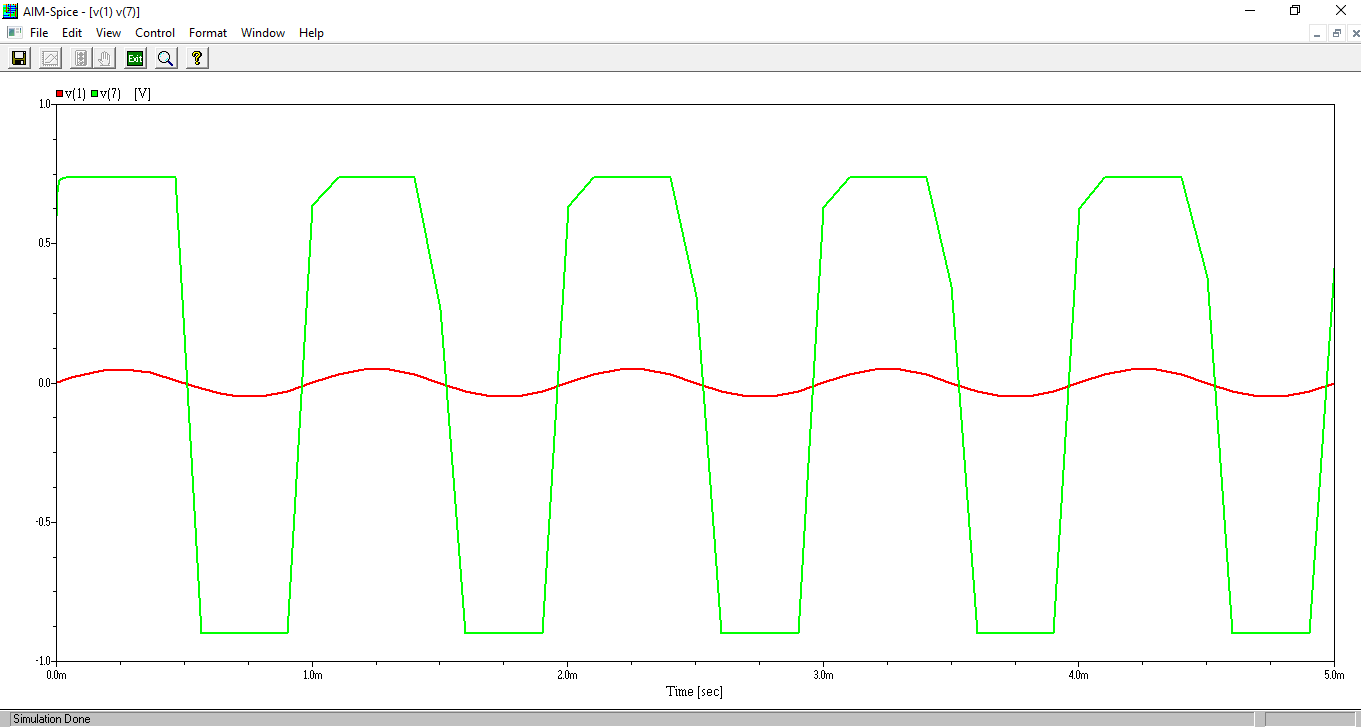 AIM-Spice - [v(1) v(7)]
File Edit View Control Format Window Help
Exit
v(1) v(7) [V]
1.0
0.5
0.0
-0.5
-1.0
0.0m 1.0m 2.0m 3.0m 4.0m 5.0m
Time [sec]
Simulation Done